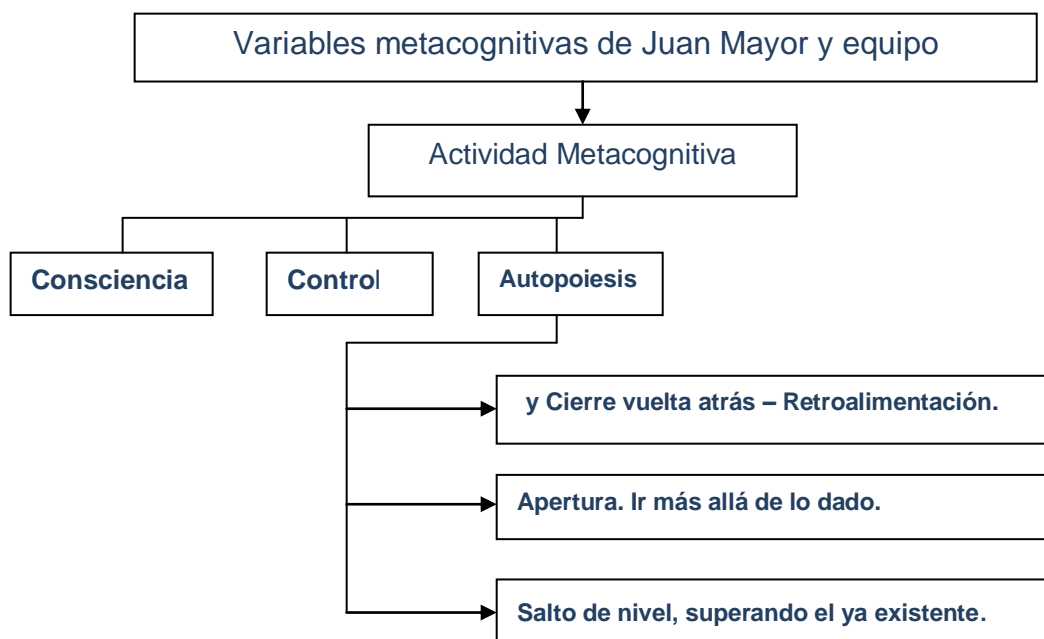 Variables metacognitivas de Juan Mayor y equipo
Actividad Metacognitiva
Consciencia
Control
Autopoiesis
y Cierre vuelta atrás – Retroalimentación.
Apertura. Ir más allá de lo dado.
Salto de nivel, superando el ya existente.